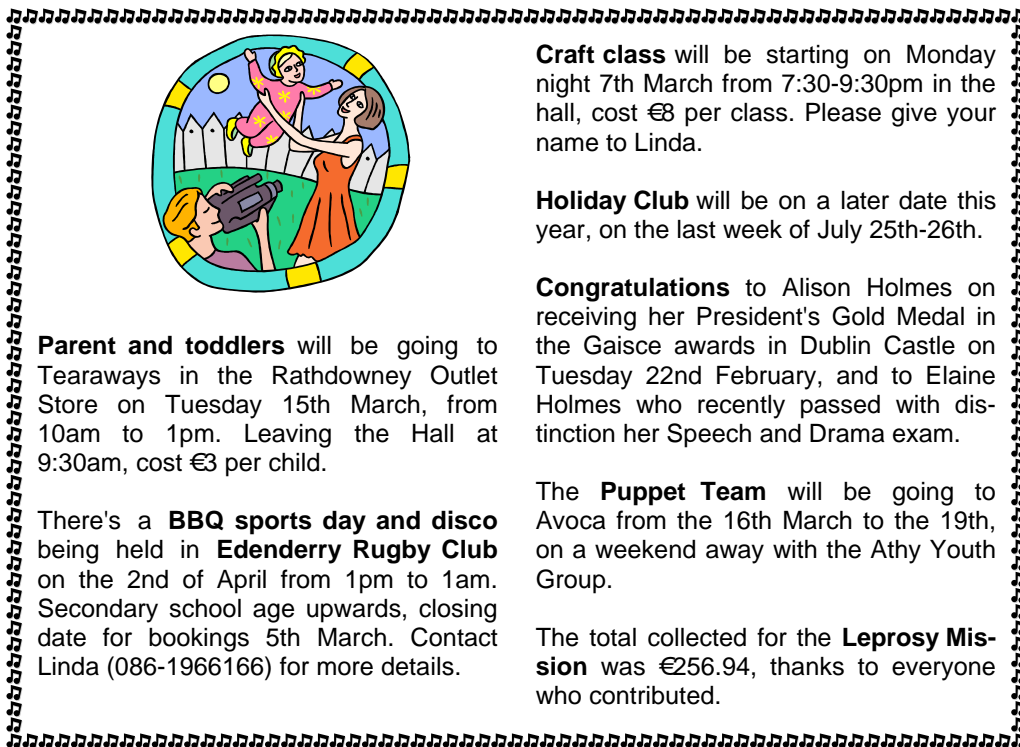 Parent and toddlers will be going to
Tearaways in the Rathdowney Outlet
Store on Tuesday 15th March, from
10am to 1pm. Leaving the Hall at
9:30am, cost €3 per child.
There's a BBQ sports day and disco
being held in Edenderry Rugby Club
on the 2nd of April from 1pm to 1am.
Secondary school age upwards, closing
date for bookings 5th March. Contact
Linda (086-1966166) for more details.
Craft class will be starting on Monday
night 7th March from 7:30-9:30pm in the
hall, cost €8 per class. Please give your
name to Linda.
Holiday Club will be on a later date this
year, on the last week of July 25th-26th.
Congratulations to Alison Holmes on
receiving her President's Gold Medal in
the Gaisce awards in Dublin Castle on
Tuesday 22nd February, and to Elaine
Holmes who recently passed with dis-
tinction her Speech and Drama exam.
The Puppet Team will be going to
Avoca from the 16th March to the 19th,
on a weekend away with the Athy Youth
Group.
The total collected for the Leprosy Mis-
sion was €256.94, thanks to everyone
who contributed.